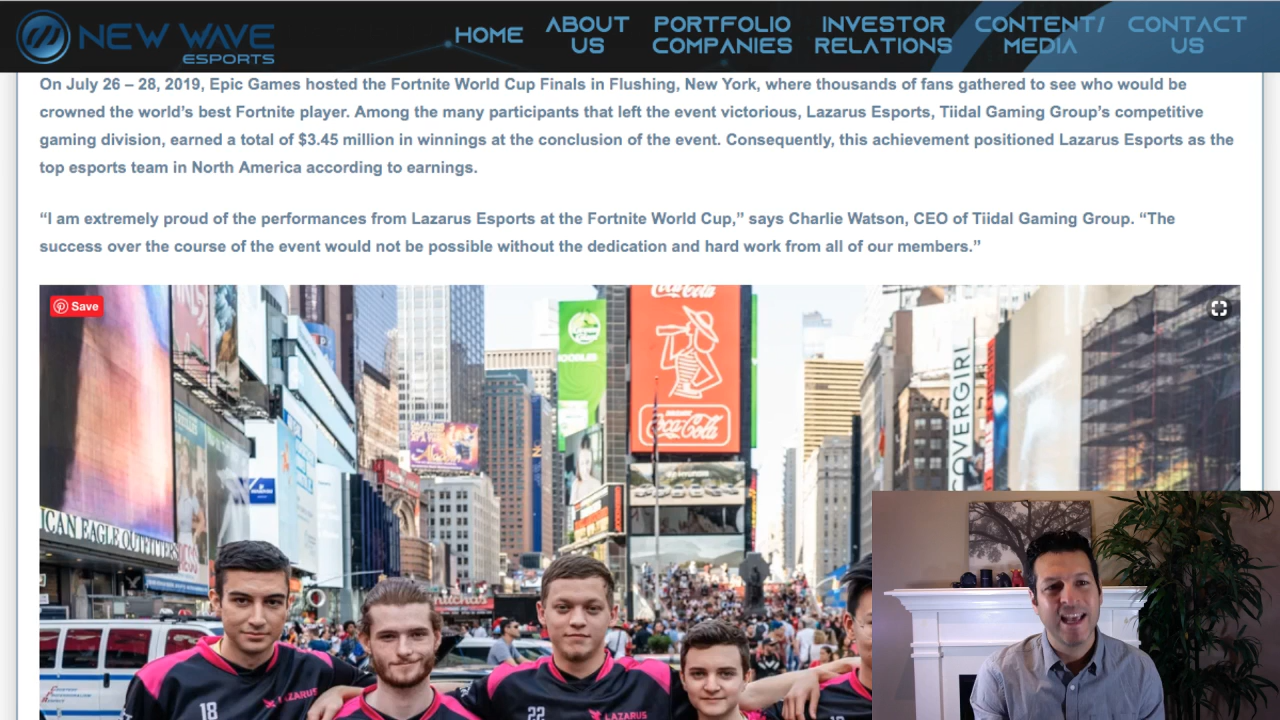 NEW WAVE
ESPORTS
HOME
ABOUT
US
PORTFOLIO
COMPANIES
INVESTOR
RELATIONS
CONTENT/
MEDIA
CONTACT
US
On July 26 – 28, 2019, Epic Games hosted the Fortnite World Cup Finals in Flushing, New York, where thousands of fans gathered to see who would be
crowned the world’s best Fortnite player. Among the many participants that left the event victorious, Lazarus Esports, Tiidal Gaming Group’s competitive
gaming division, earned a total of $3.45 million in winnings at the conclusion of the event. Consequently, this achievement positioned Lazarus Esports as the
top esports team in North America according to earnings.
“I am extremely proud of the performances from Lazarus Esports at the Fortnite World Cup,” says Charlie Watson, CEO of Tiidal Gaming Group. “The
success over the course of the event would not be possible without the dedication and hard work from all of our members.”
Save
Coca-Cola
Coca-Cola
COVERGIRL
ICAN EAGLE OUTFITTERS
LAZARUS
18
22
LAZARUS